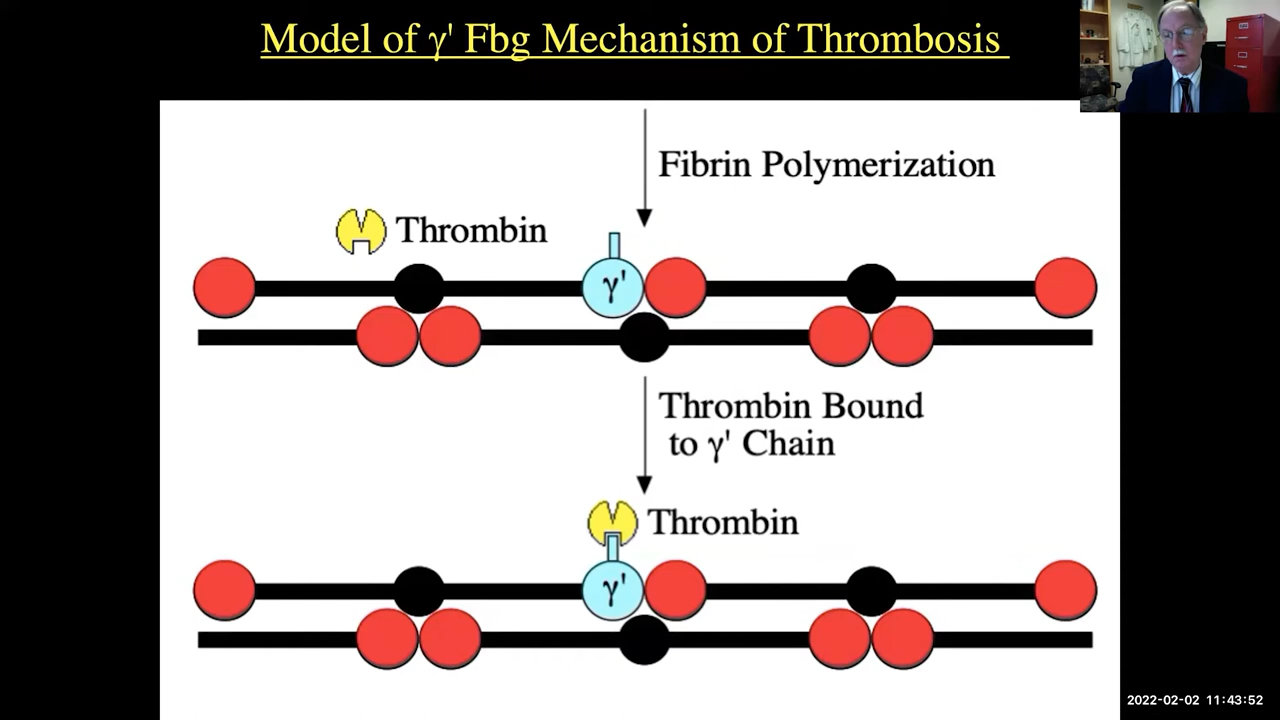 Model of γ' Fbg Mechanism of Thrombosis
Fibrin Polymerization
Thrombin
γ'
Thrombin Bound
to γ' Chain
Thrombin
γ'
2022-02-02 11:43:52